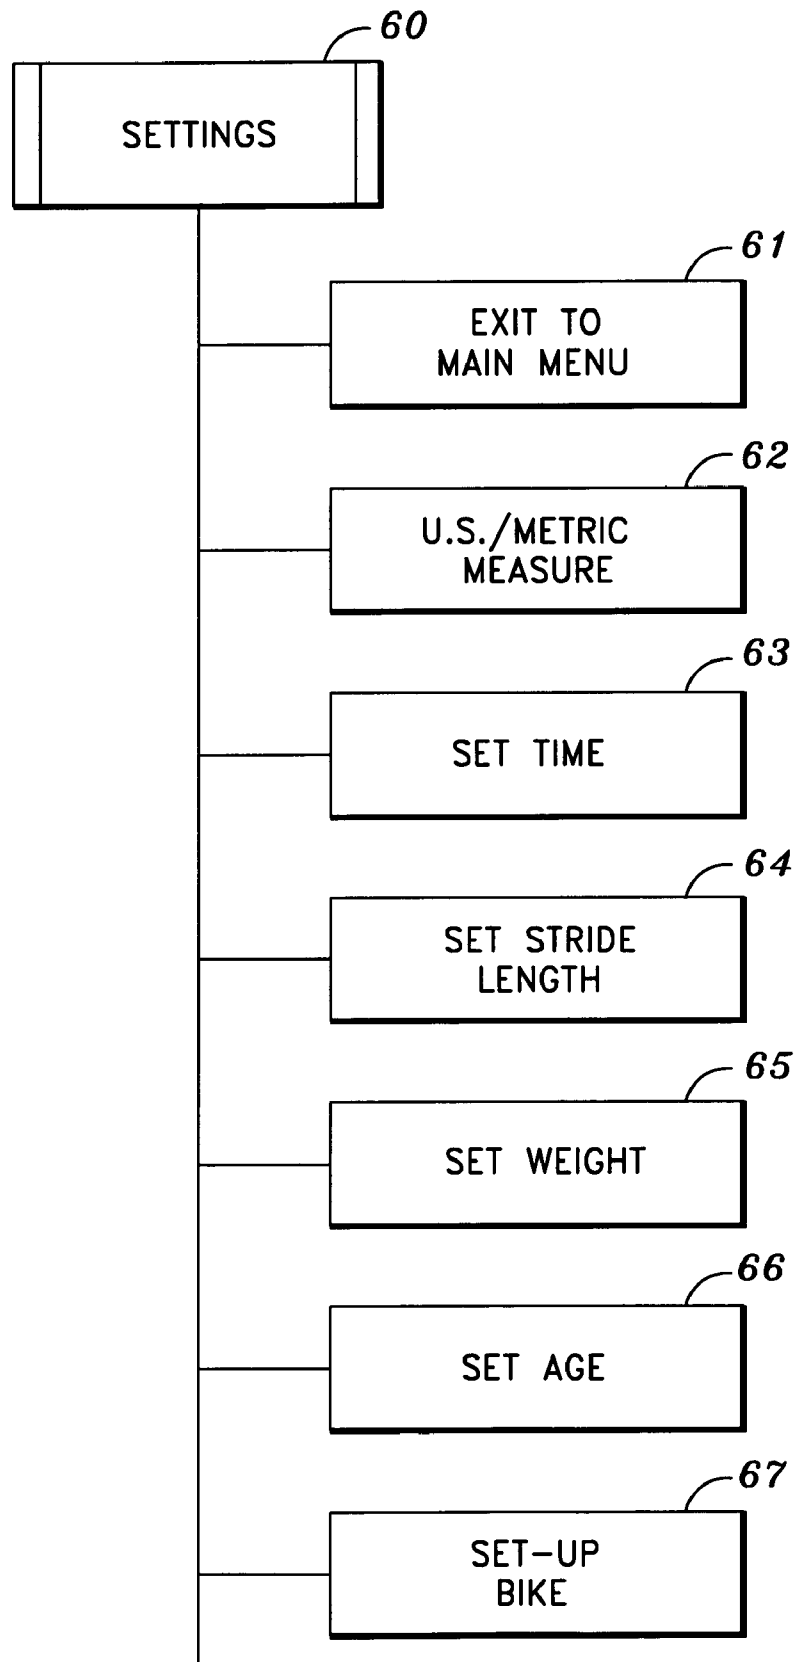 60
SETTINGS
61
EXIT TO
MAIN MENU
62
U.S./METRIC
MEASURE
63
SET TIME
64
SET STRIDE
LENGTH
65
SET WEIGHT
66
SET AGE
67
SET-UP
BIKE